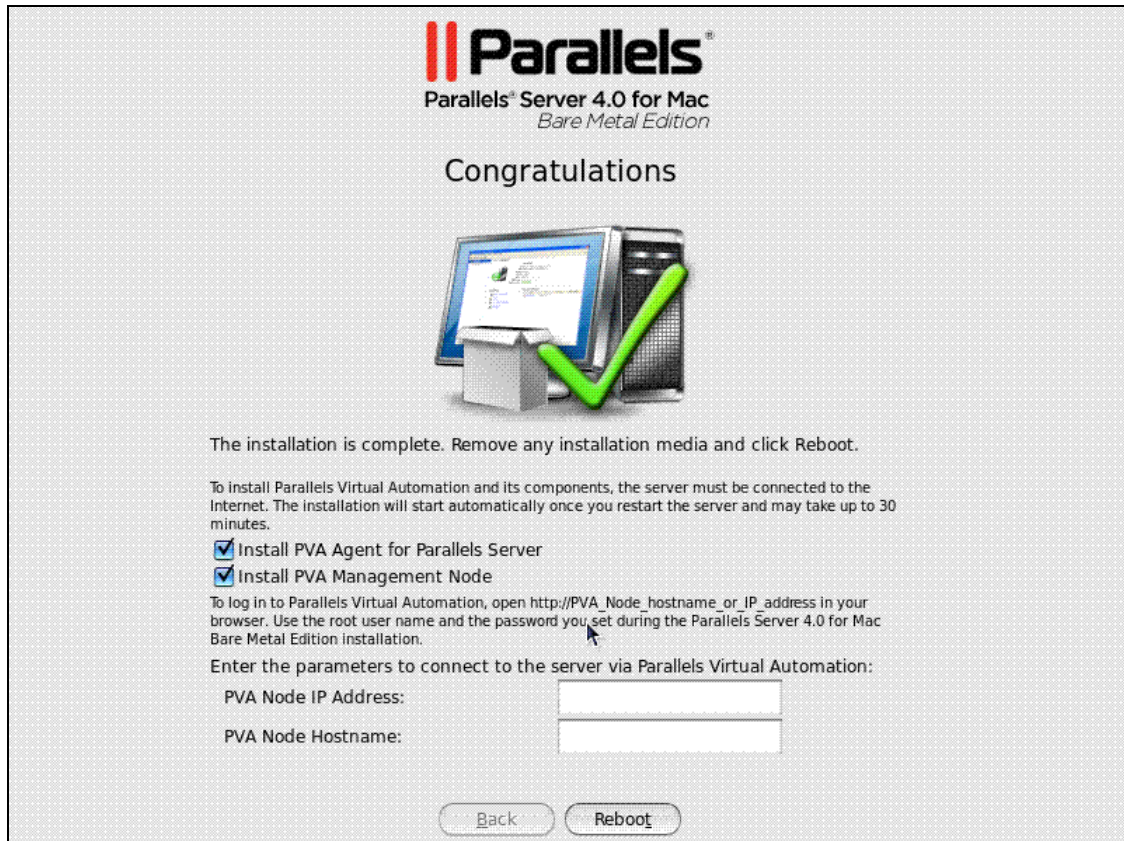 Parallels®
Parallels® Server 4.0 for Mac
Bare Metal Edition
Congratulations
The installation is complete. Remove any installation media and click Reboot.
To install Parallels Virtual Automation and its components, the server must be connected to the
Internet. The installation will start automatically once you restart the server and may take up to 30
minutes.
Install PVA Agent for Parallels Server
Install PVA Management Node
To log in to Parallels Virtual Automation, open http://PVA_Node_hostname_or_IP_address in your
browser. Use the root user name and the password you set during the Parallels Server 4.0 for Mac
Bare Metal Edition installation.
Enter the parameters to connect to the server via Parallels Virtual Automation:
PVA Node IP Address:
PVA Node Hostname:
Back Reboot